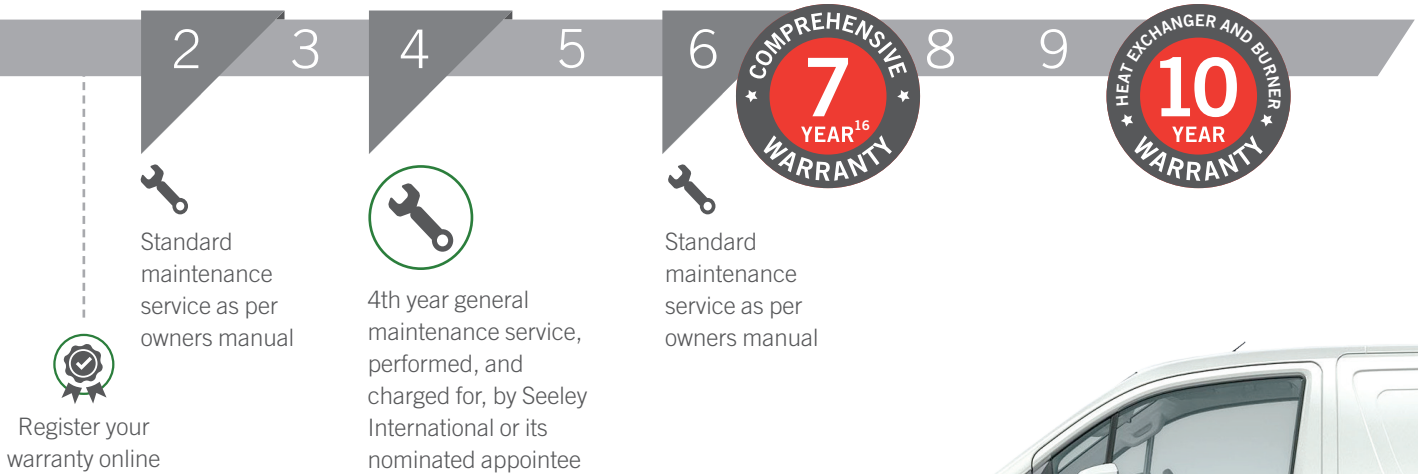 2
3
4
5
6
COMPREHENSIVE
7
YEAR16
WARRANTY
8
9
HEAT EXCHANGER AND BURNER
10
YEAR
WARRANTY
Register your
warranty online
Standard
maintenance
service as per
owners manual
4th year general
maintenance service,
performed, and
charged for, by Seeley
International or its
nominated appointee
Standard
maintenance
service as per
owners manual